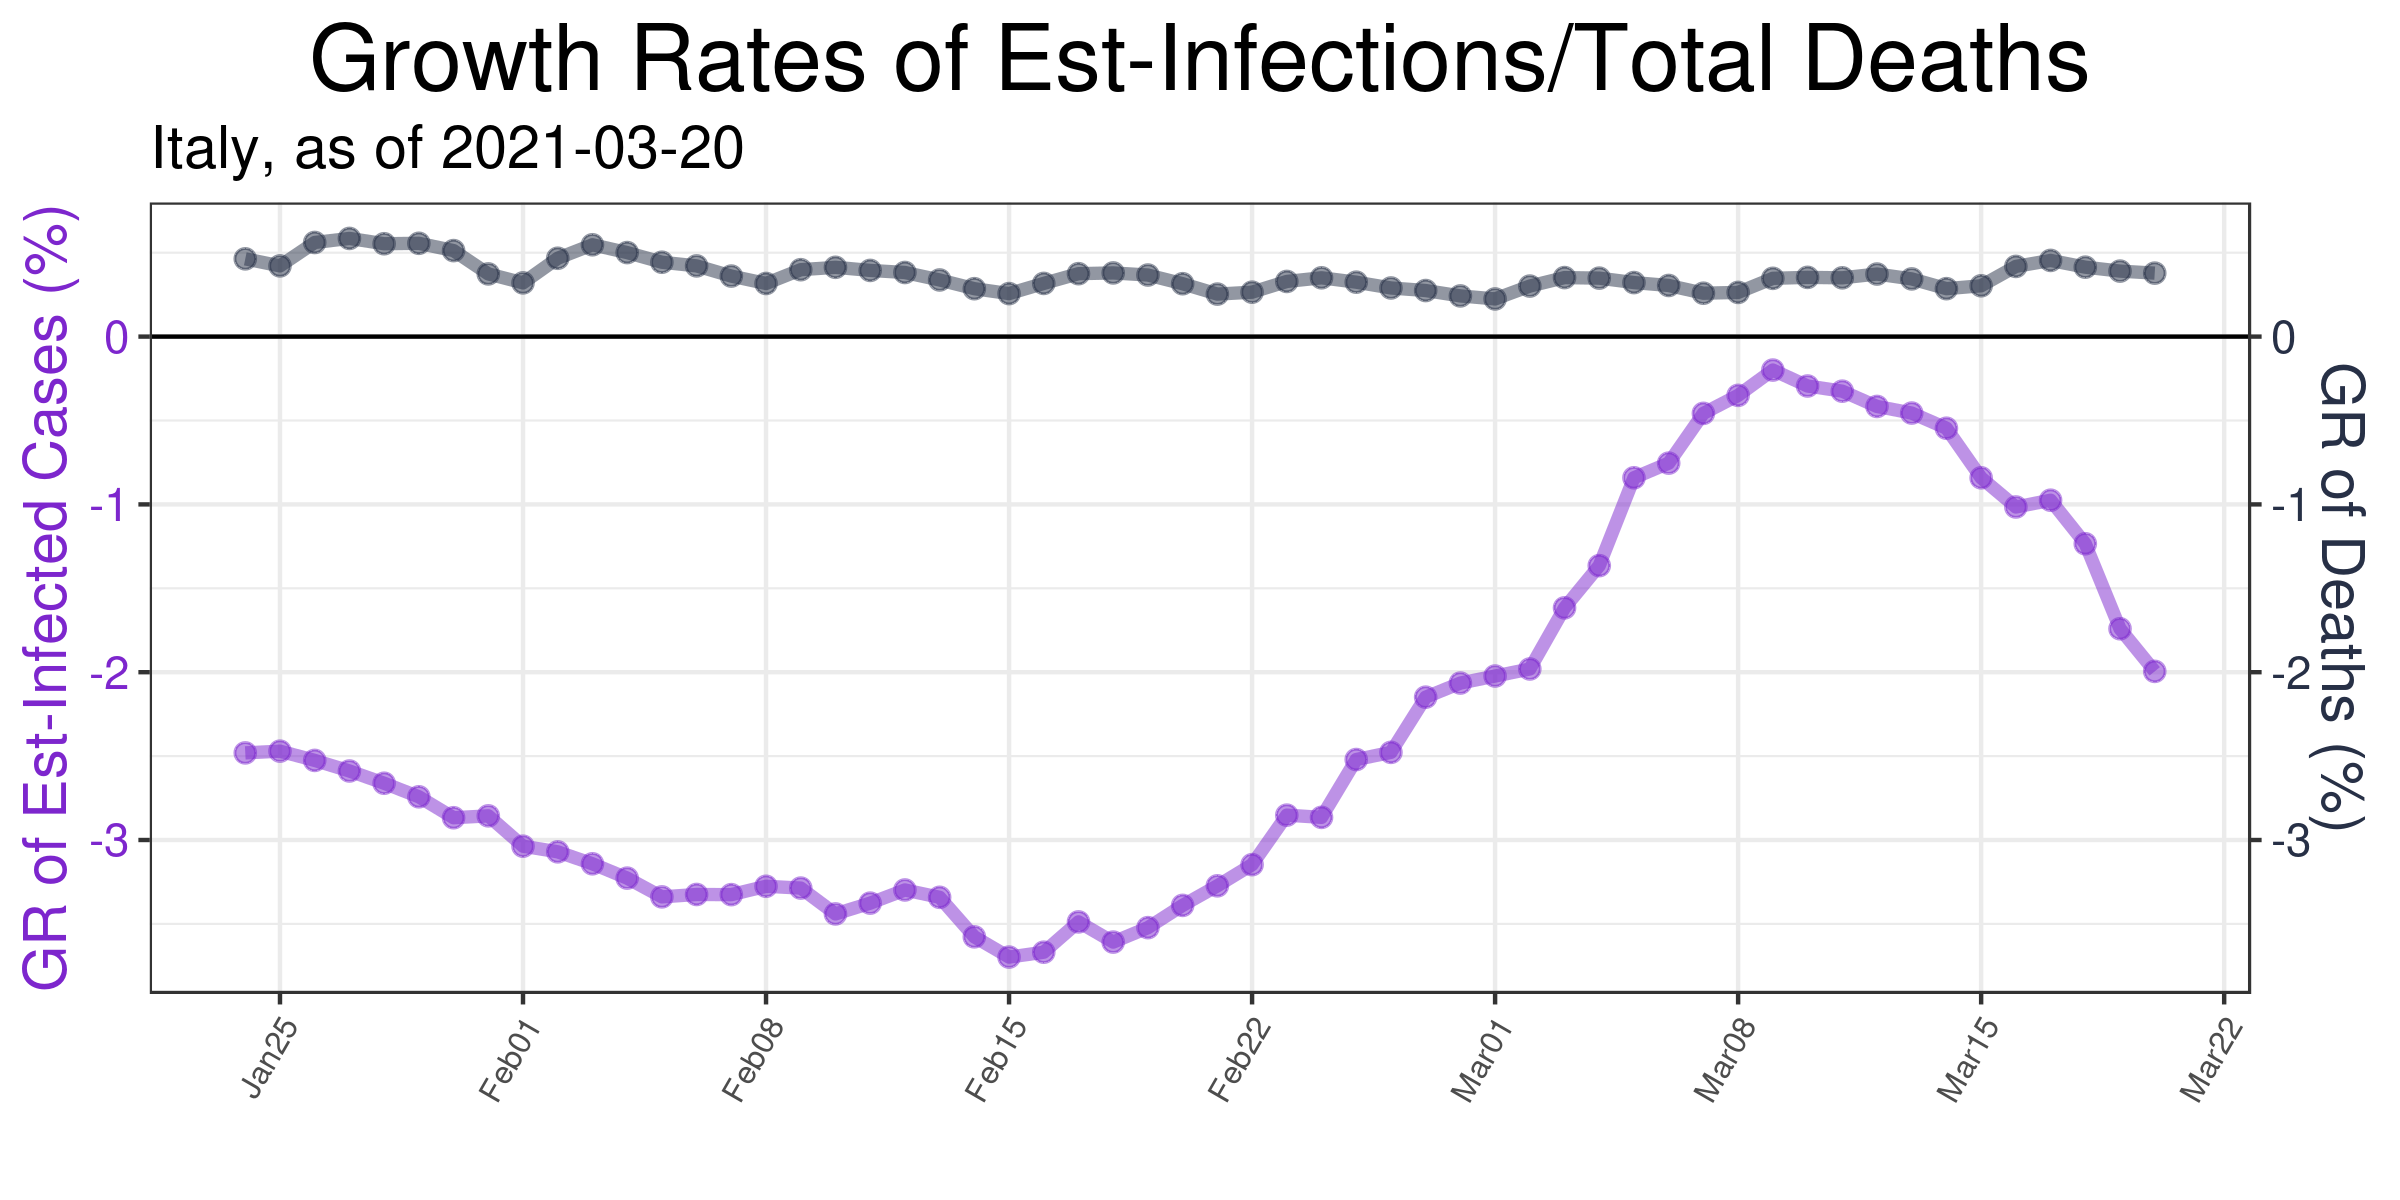 Growth Rates of Est-Infections/Total Deaths
Italy, as of 2021-03-20
GR of Est-Infected Cases (%)
0
-1
-2
-3
0
-1
-2
-3
GR of Deaths (%)
Jan25
Feb01
Feb08
Feb15
Feb22
Mar01
Mar08
Mar15
Mar22